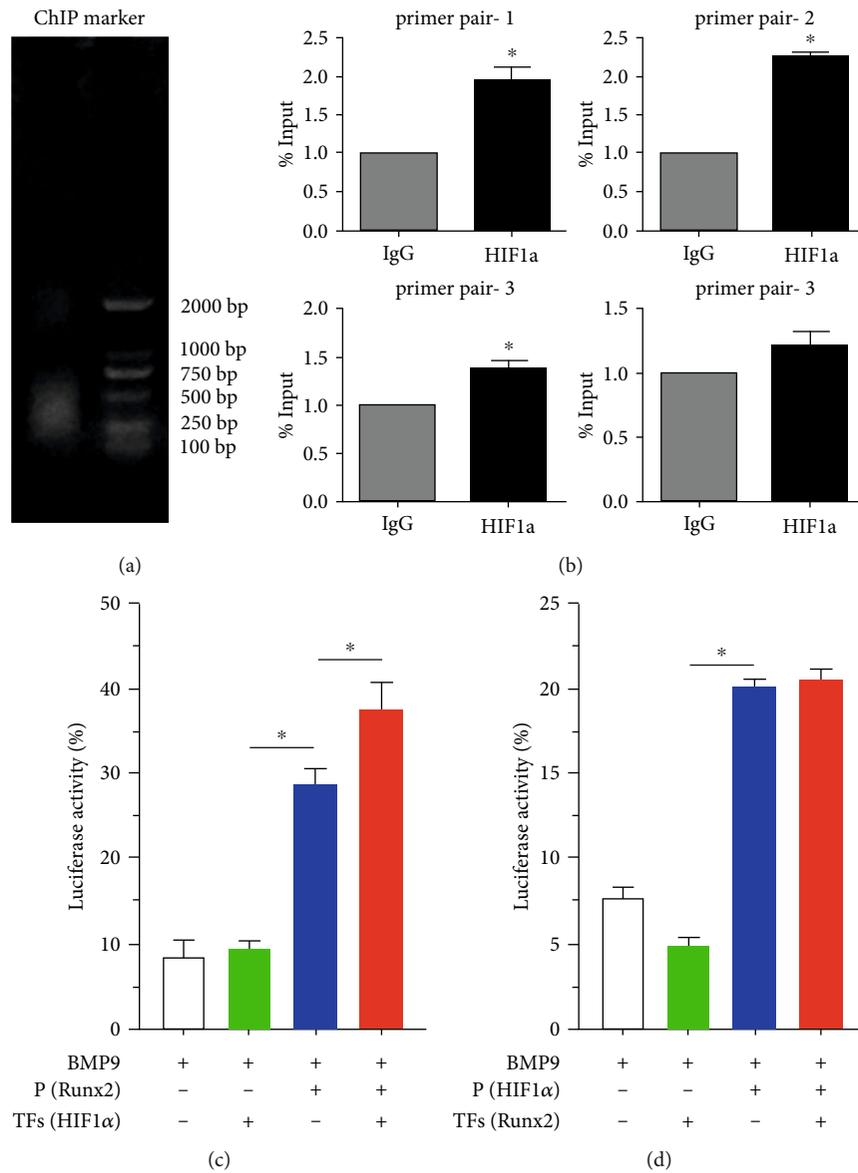 ChIP marker
2000 bp
1000 bp
750 bp
500 bp
250 bp
100 bp
(a)
primer pair- 1
% Input
2.5
2.0
1.5
1.0
0.5
0.0
*
IgG HIF1a
primer pair- 2
% Input
2.5
2.0
1.5
1.0
0.5
0.0
*
IgG HIF1a
primer pair- 3
% Input
2.0
1.5
1.0
0.5
0.0
*
IgG HIF1a
primer pair- 3
% Input
1.5
1.0
0.5
0.0
IgG HIF1a
(b)
Luciferase activity (%)
50
40
30
20
10
0
*
*
BMP9 + + + +
P (Runx2) – – + +
TFs (HIF1α) – + – +
(c)
Luciferase activity (%)
25
20
15
10
5
0
*
BMP9 + + + +
P (HIF1α) – – + +
TFs (Runx2) – + – +
(d)